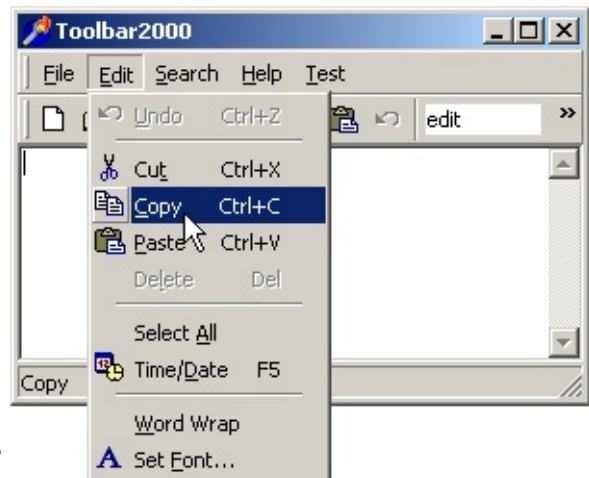 Toolbar2000
File Edit Search Help Test
edit »
Undo Ctrl+Z
Cut Ctrl+X
Copy Ctrl+C
Paste Ctrl+V
Delete Del
Select All
Time/Date F5
Copy
Word Wrap
A Set Font...